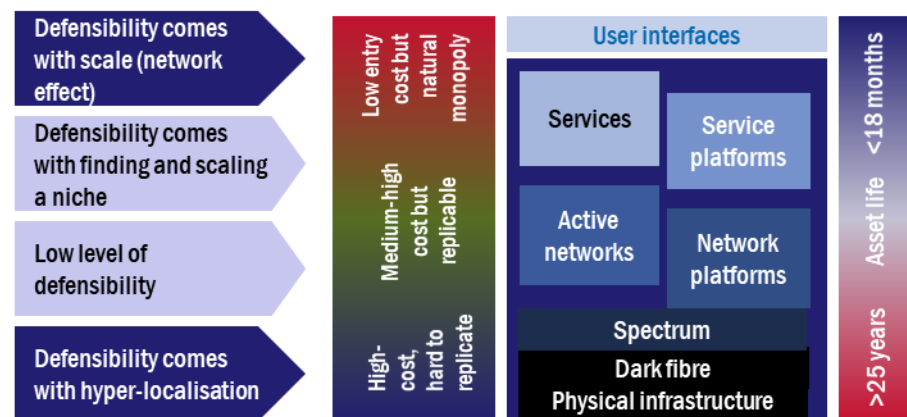 Defensibility comes
with scale (network
effect)
Defensibility comes
with finding and scaling
a niche
Low level of
defensibility
Defensibility comes
with hyper-localisation
Low entry
cost but
natural
monopoly
Medium-high
cost but
replicable
High-
cost,
hard to
replicate
User interfaces
Services
Service
platforms
Active
networks
Network
platforms
Spectrum
Dark fibre
Physical infrastructure
<18 months
Asset life
>25 years